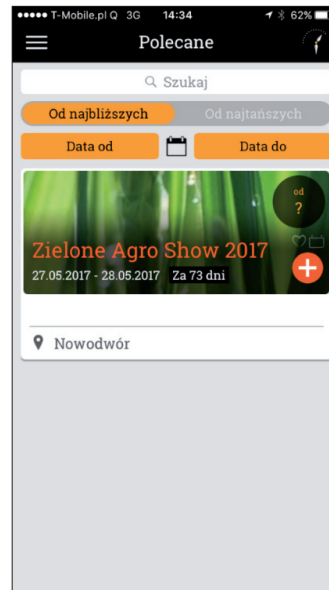 T-Mobile.pl Q 3G 14:34 62%
Polecane
Szukaj
Od najbliższych Od najtańszych
Data od Data do
od
?
Zielone Agro Show 2017
27.05.2017 - 28.05.2017 Za 73 dni
Nowodwór